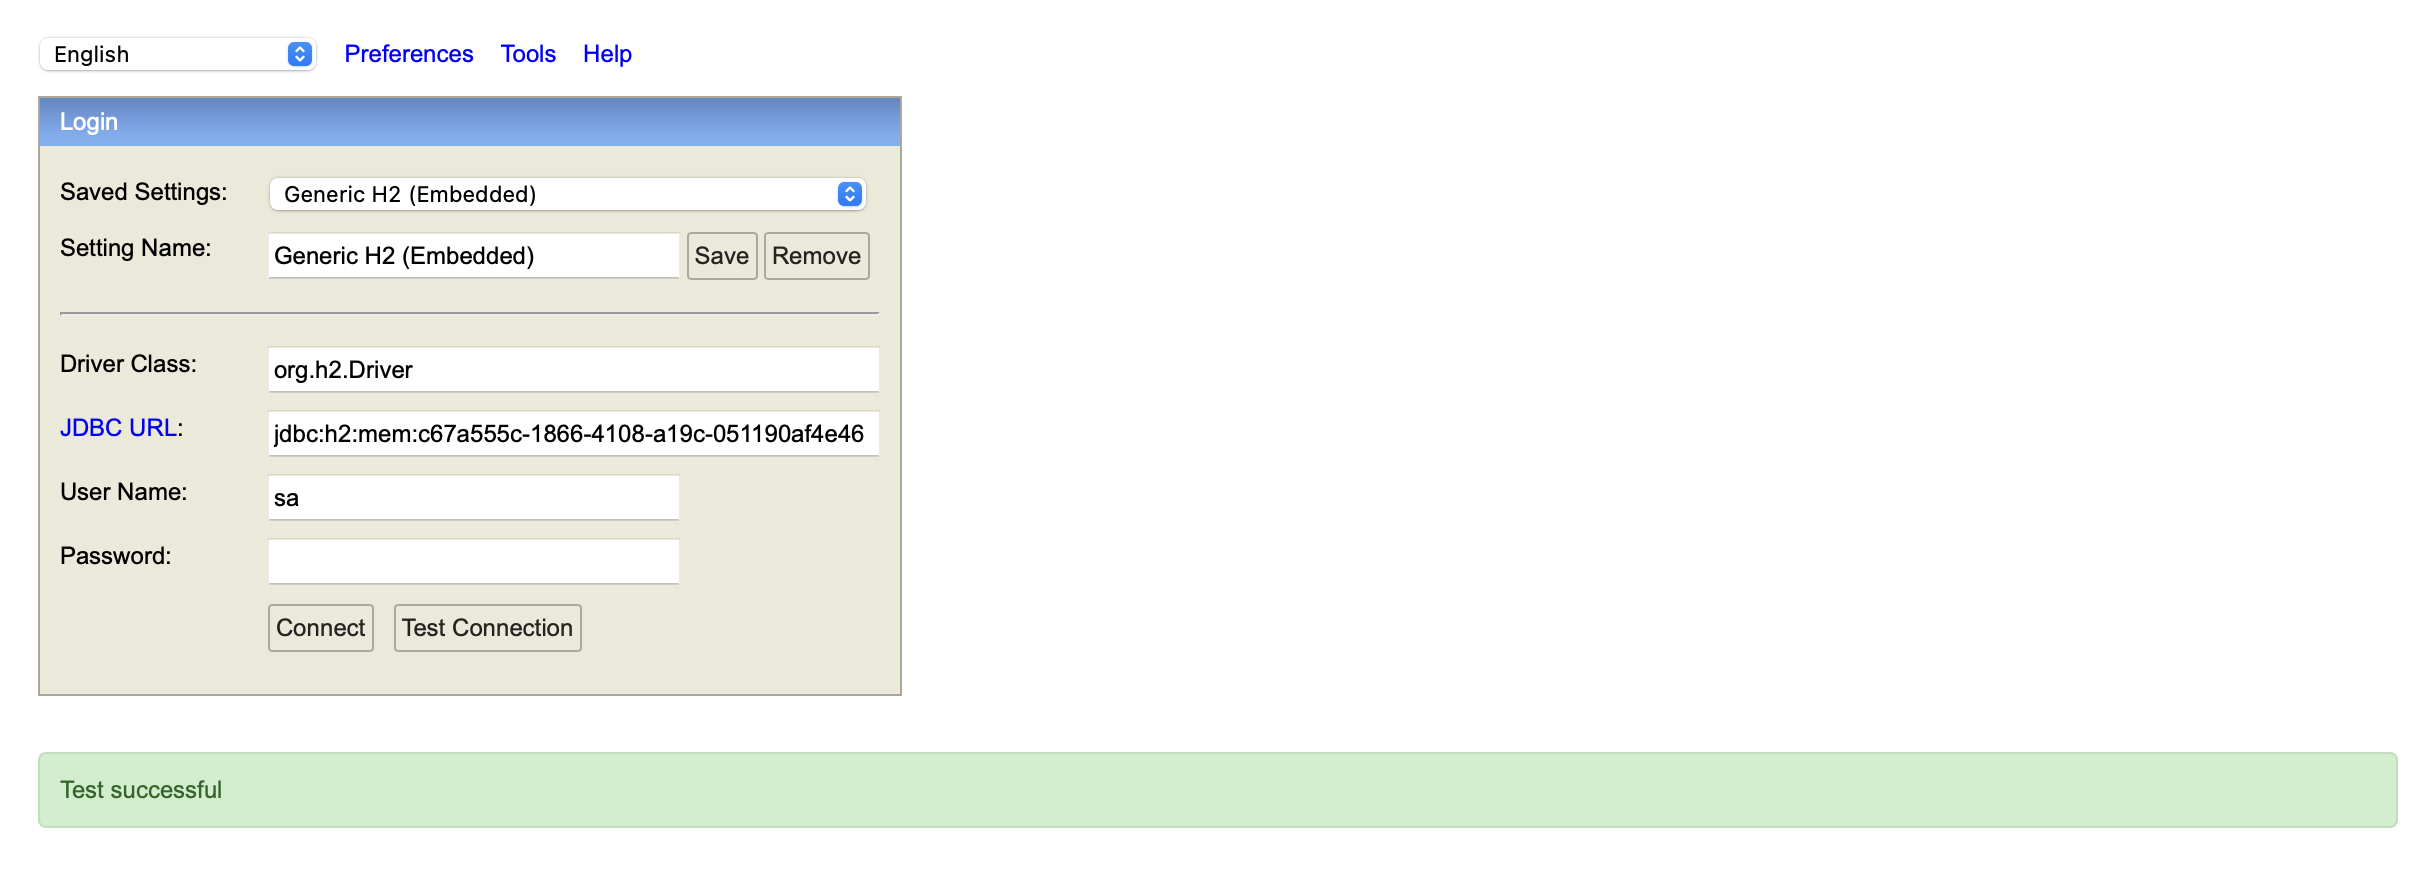 English Preferences Tools Help
Login
Saved Settings: Generic H2 (Embedded)
Setting Name: Generic H2 (Embedded) Save Remove
Driver Class: org.h2.Driver
JDBC URL: jdbc:h2:mem:c67a555c-1866-4108-a19c-051190af4e46
User Name: sa
Password:
Connect Test Connection
Test successful